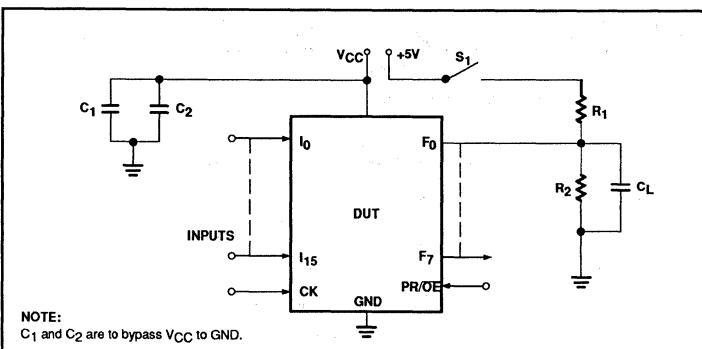 VCC
+5V
S1
C1
C2
R1
I0
F0
R2
CL
DUT
INPUTS
I15
F7
CK
PR/OE
GND
NOTE:
C1 and C2 are to bypass VCC to GND.